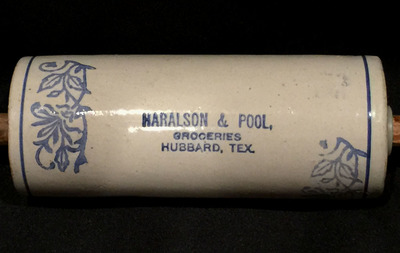 HARALSON & POOL,
GROCERIES
HUBBARD, TEX.